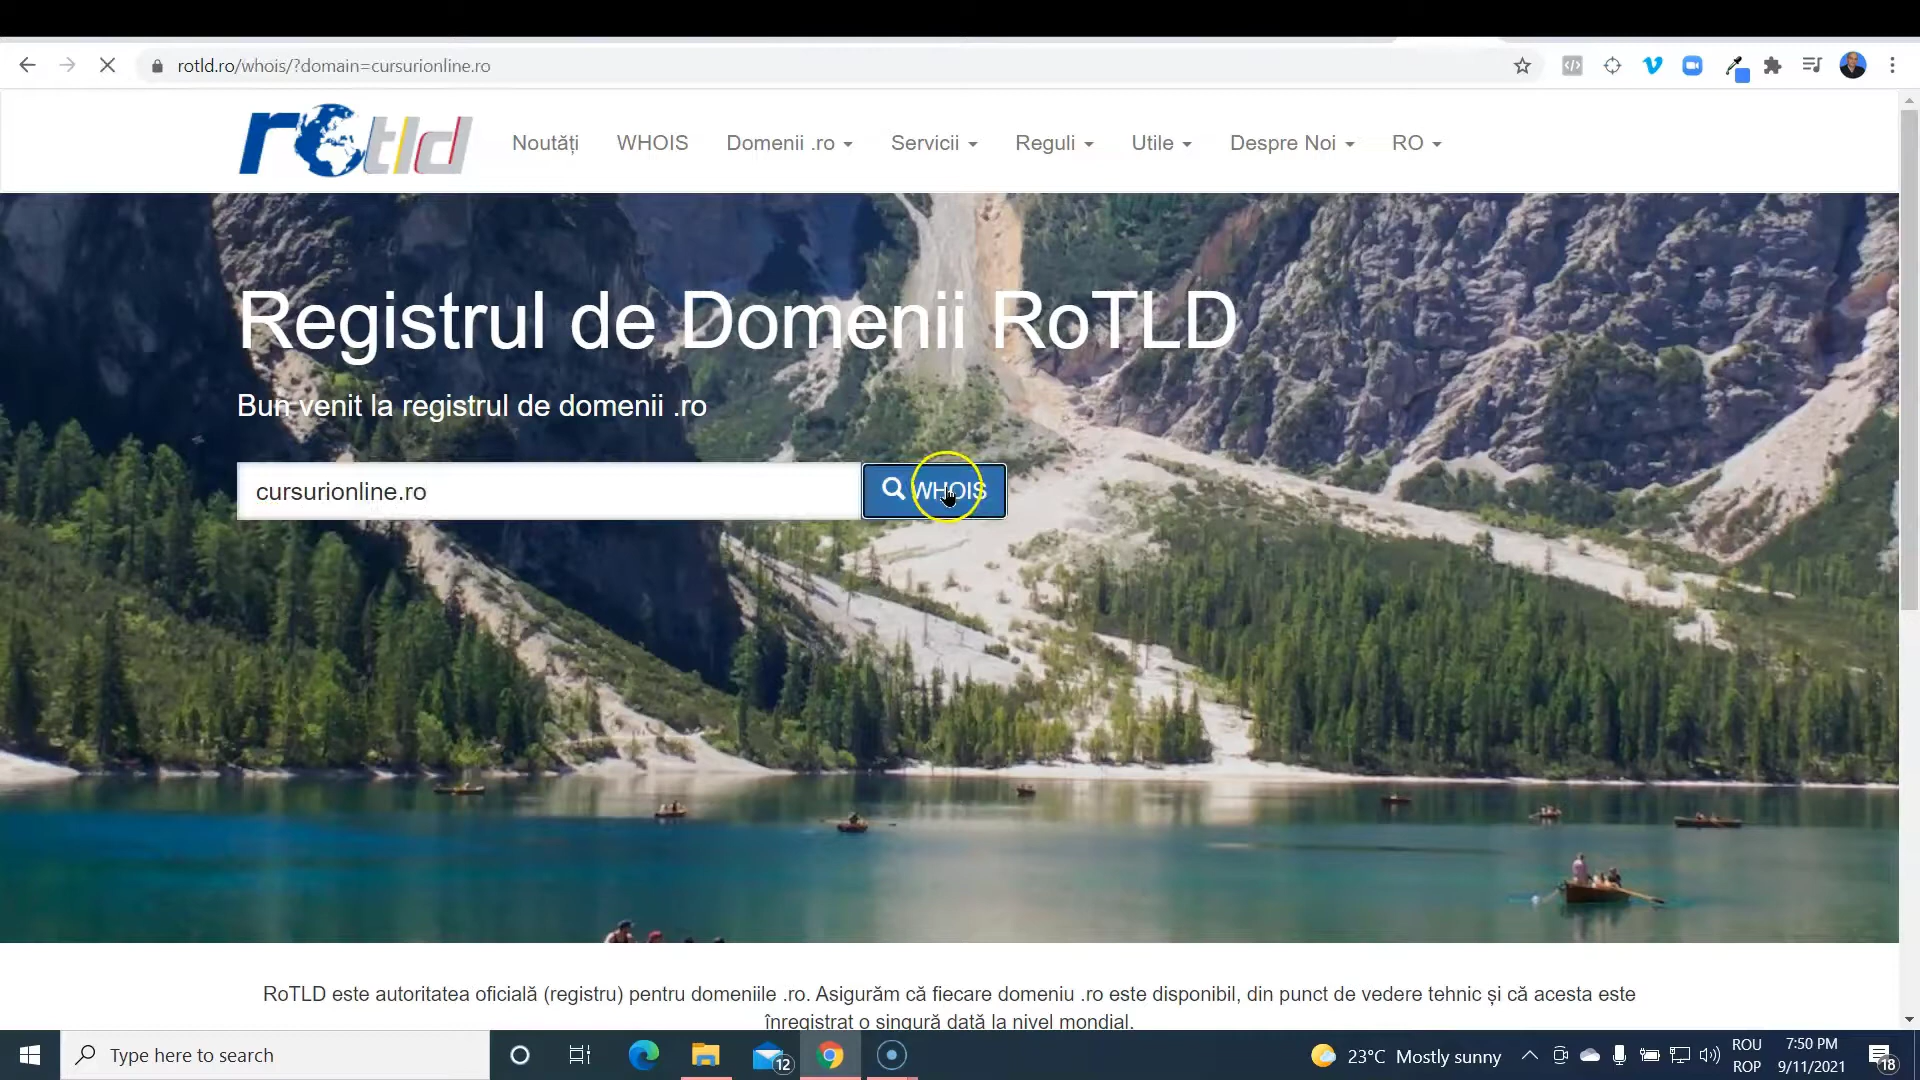 rotld.ro/whois/?domain=cursurionline.ro
rotld
Noutăți
WHOIS
Domenii .ro
Servicii
Reguli
Utile
Despre Noi
RO
Registrul de Domenii RoTLD
Bun venit la registrul de domenii .ro
cursurionline.ro
WHOIS
RoTLD este autoritatea oficială (registru) pentru domeniile .ro. Asigurăm că fiecare domeniu .ro este disponibil, din punct de vedere tehnic și că acesta este
înregistrat o singură dată la nivel mondial.
Type here to search
12
23°C Mostly sunny
ROU
ROP
7:50 PM
9/11/2021
18